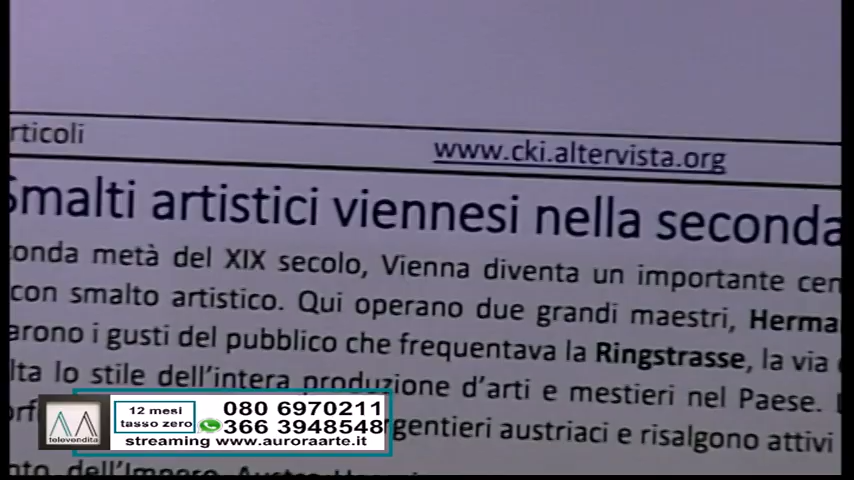 rticoli
www.cki.altervista.org
Smalti artistici viennesi nella seconda
conda metà del XIX secolo, Vienna diventa un importante cen
con smalto artistico. Qui operano due grandi maestri, Herma
arono i gusti del pubblico che frequentava la Ringstrasse, la via
lta lo stile dell'intera produzione d'arti e mestieri nel Paese.
gentieri austriaci e risalgono attivi
dell'Impero
televendita
12 mesi
tasso zero
080 6970211
366 3948548
streaming www.auroraarte.it